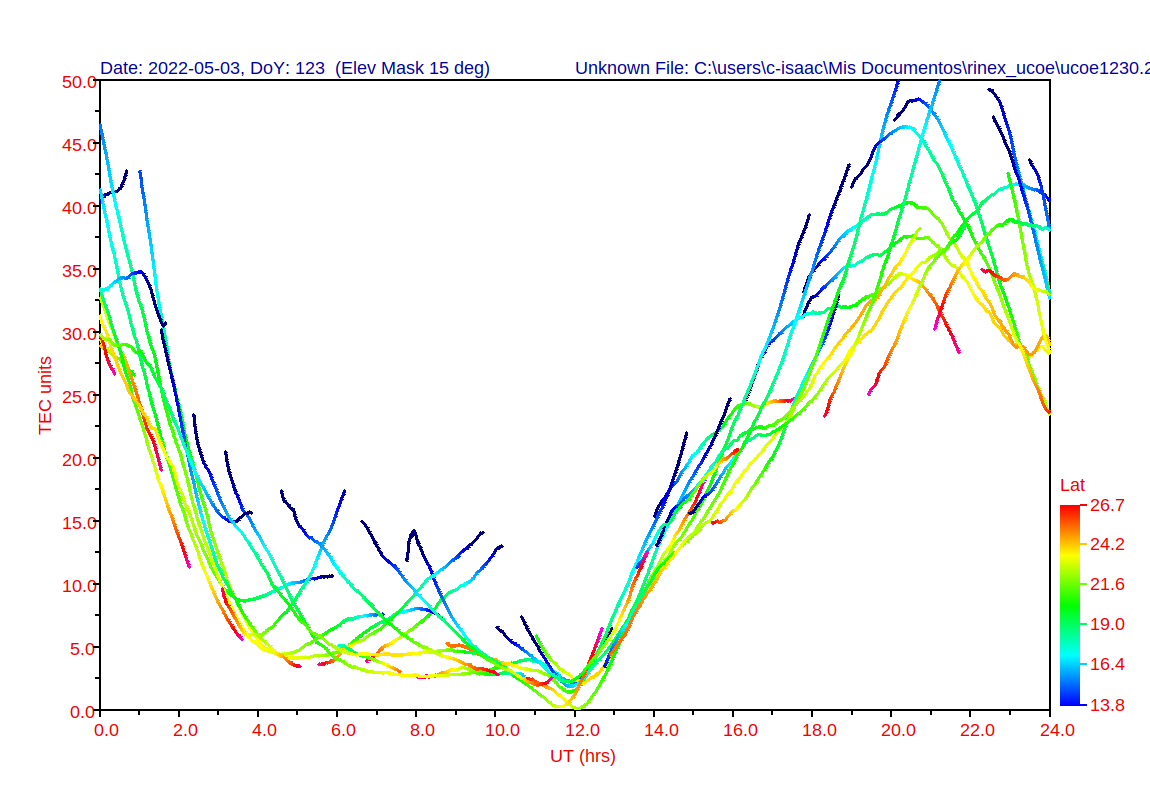 Date: 2022-05-03, DoY: 123  (Elev Mask 15 deg)
Unknown File: C:\users\c-isaac\Mis Documentos\rinex_ucoe\ucoe1230.2
50.0
45.0
40.0
35.0
30.0
25.0
20.0
15.0
10.0
5.0
0.0
TEC units
0.0 2.0 4.0 6.0 8.0 10.0 12.0 14.0 16.0 18.0 20.0 22.0 24.0
UT (hrs)
Lat
26.7
24.2
21.6
19.0
16.4
13.8